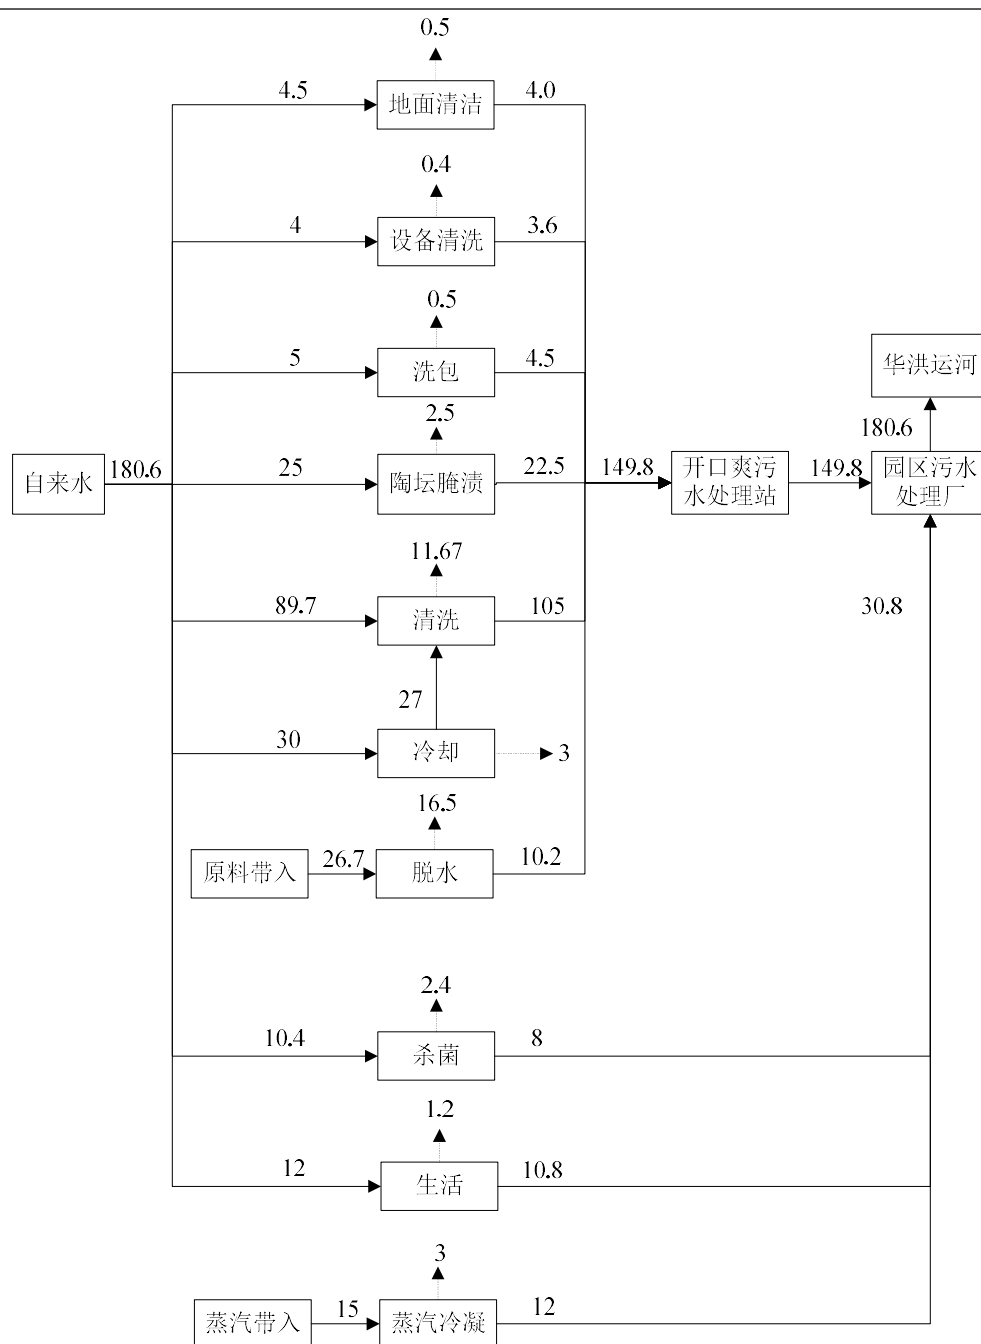 0.5
4.5
地面清洁
4.0
0.4
4
设备清洗
3.6
0.5
5
洗包
4.5
华洪运河
2.5
180.6
自来水
180.6
25
陶坛腌渍
22.5
149.8
开口爽污
水处理站
149.8
园区污水
处理厂
11.67
89.7
清洗
105
30.8
27
30
冷却
3
16.5
原料带入
26.7
脱水
10.2
2.4
10.4
杀菌
8
1.2
12
生活
10.8
3
蒸汽带入
15
蒸汽冷凝
12